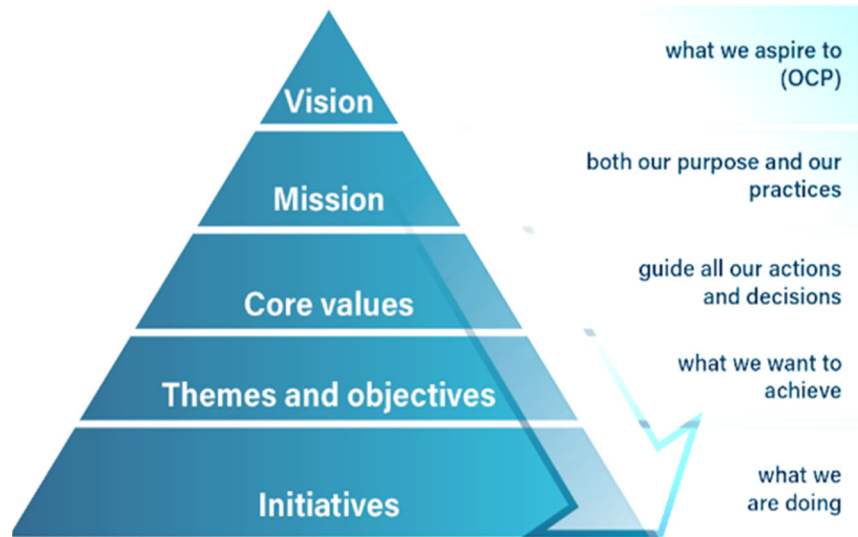 Vision
what we aspire to
(OCP)
Mission
both our purpose and our
practices
Core values
guide all our actions
and decisions
Themes and objectives
what we want to
achieve
Initiatives
what we
are doing